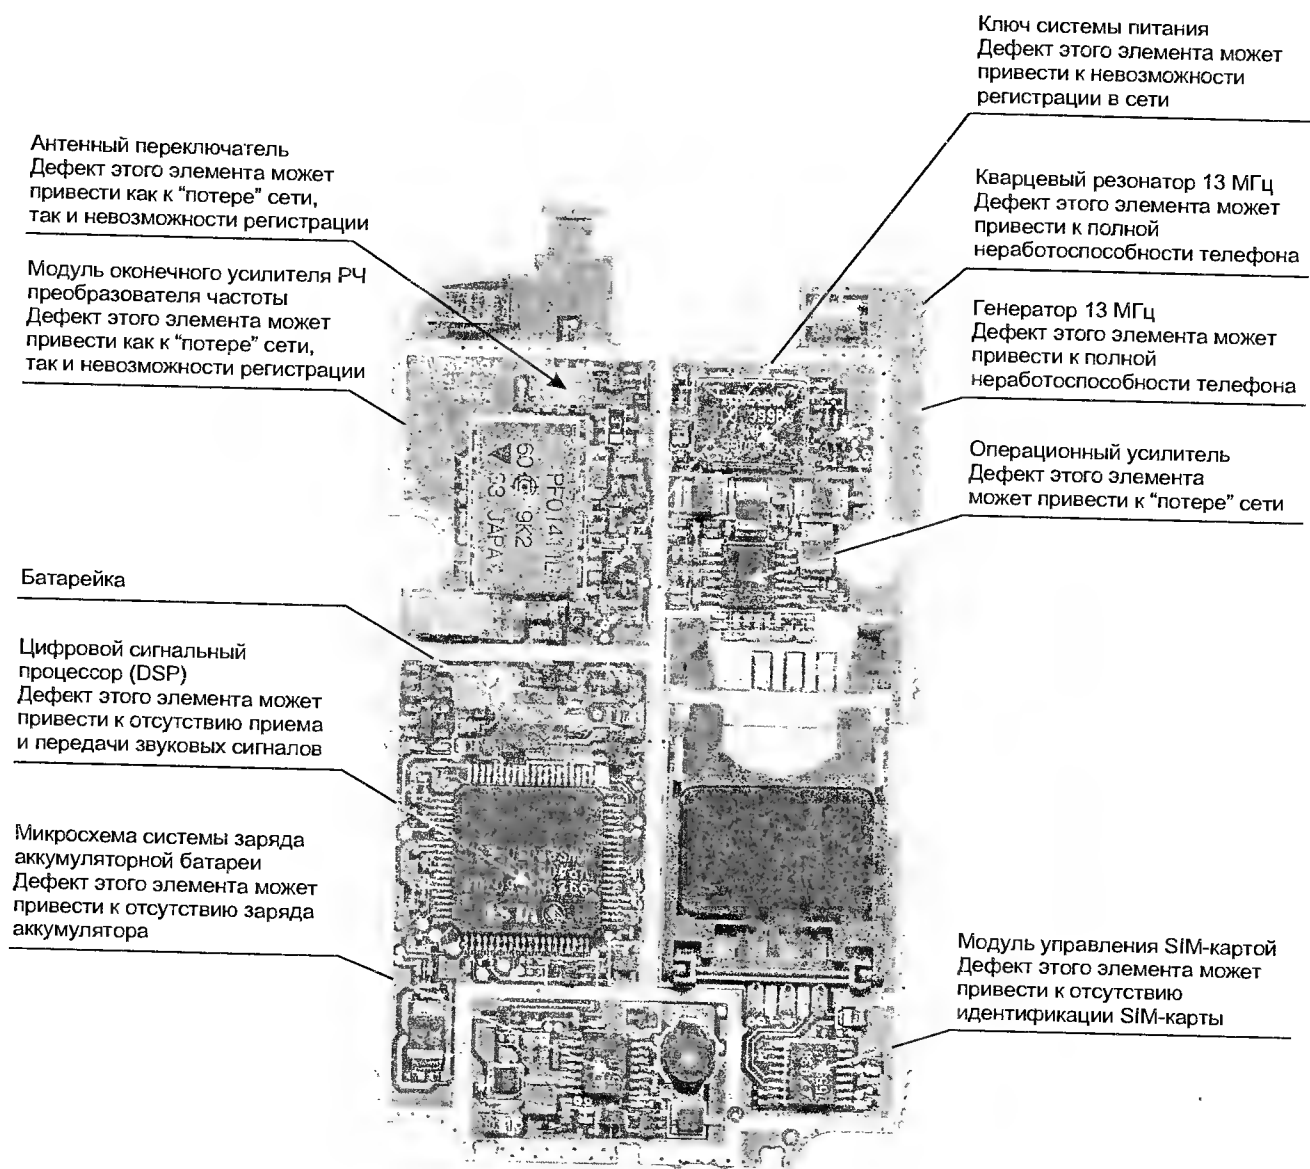 Ключ системы питания
Дефект этого элемента может
привести к невозможности
регистрации в сети
Антенный переключатель
Дефект этого элемента может
привести как к “потере” сети,
так и невозможности регистрации
Кварцевый резонатор 13 МГц
Дефект этого элемента может
привести к полной
неработоспособности телефона
Модуль оконечного усилителя РЧ
преобразователя частоты
Дефект этого элемента может
привести как к “потере” сети,
так и невозможности регистрации
Генератор 13 МГц
Дефект этого элемента может
привести к полной
неработоспособности телефона
Операционный усилитель
Дефект этого элемента
может привести к “потере” сети
9K2
JAPAN
Батарейка
Цифровой сигнальный
процессор (DSP)
Дефект этого элемента может
привести к отсутствию приема
и передачи звуковых сигналов
Микросхема системы заряда
аккумуляторной батареи
Дефект этого элемента может
привести к отсутствию заряда
аккумулятора
Модуль управления SIM-картой
Дефект этого элемента может
привести к отсутствию
идентификации SIM-карты